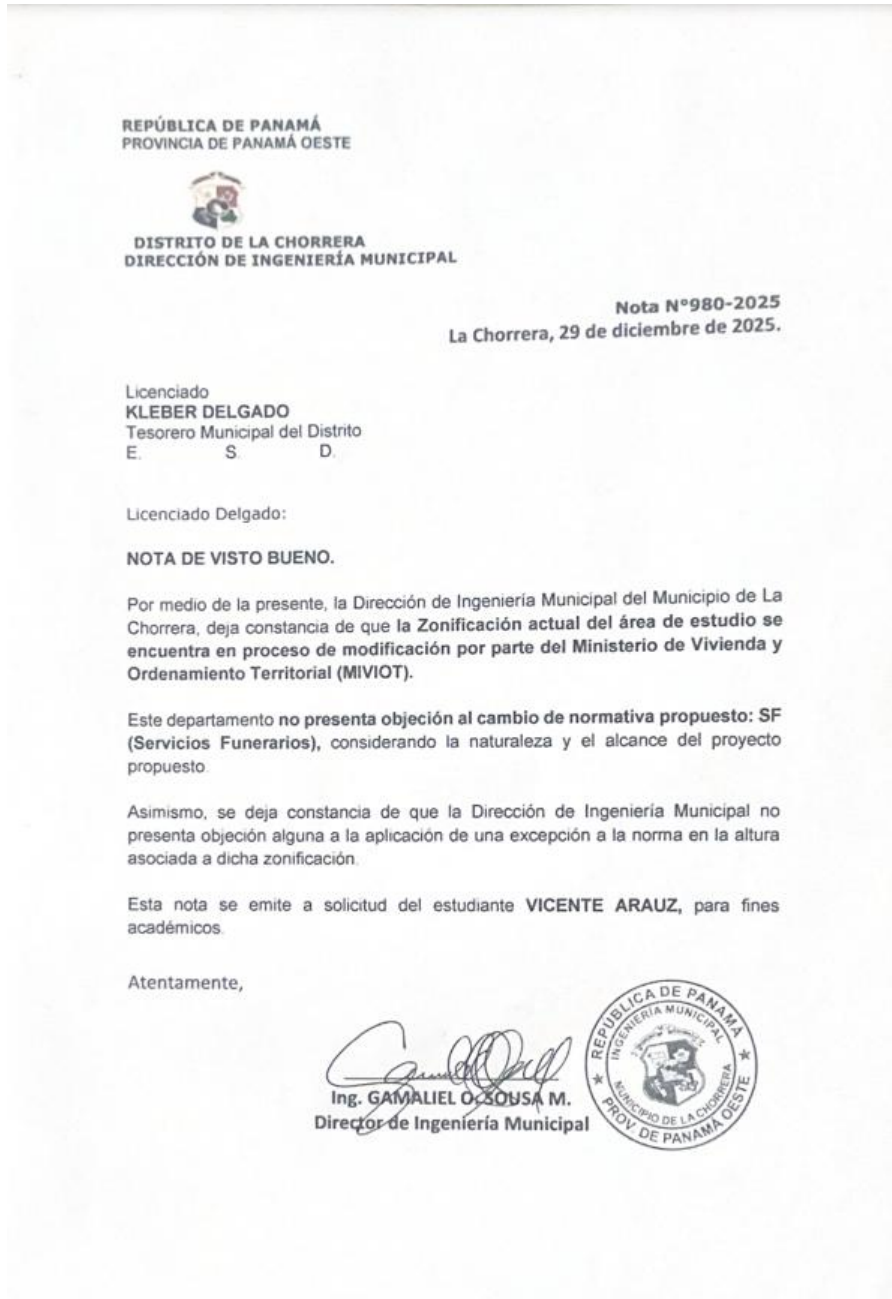 REPÚBLICA DE PANAMÁ
PROVINCIA DE PANAMÁ OESTE
DISTRITO DE LA CHORRERA
DIRECCIÓN DE INGENIERÍA MUNICIPAL
Nota N°980-2025
La Chorrera, 29 de diciembre de 2025.
Licenciado
KLEBER DELGADO
Tesorero Municipal del Distrito
E. S. D.
Licenciado Delgado:
NOTA DE VISTO BUENO.
Por medio de la presente, la Dirección de Ingeniería Municipal del Municipio de La
Chorrera, deja constancia de que la Zonificación actual del área de estudio se
encuentra en proceso de modificación por parte del Ministerio de Vivienda y
Ordenamiento Territorial (MIVIOT).
Este departamento no presenta objeción al cambio de normativa propuesto: SF
(Servicios Funerarios), considerando la naturaleza y el alcance del proyecto
propuesto.
Asimismo, se deja constancia de que la Dirección de Ingeniería Municipal no
presenta objeción alguna a la aplicación de una excepción a la norma en la altura
asociada a dicha zonificación.
Esta nota se emite a solicitud del estudiante VICENTE ARAUZ, para fines
académicos.
Atentamente,
Ing. GAMALIEL O. SOUSA M.
Director de Ingeniería Municipal
REPÚBLICA DE PANAMÁ
INGENIERÍA MUNICIPAL
MUNICIPIO DE LA CHORRERA
PROV. DE PANAMÁ OESTE